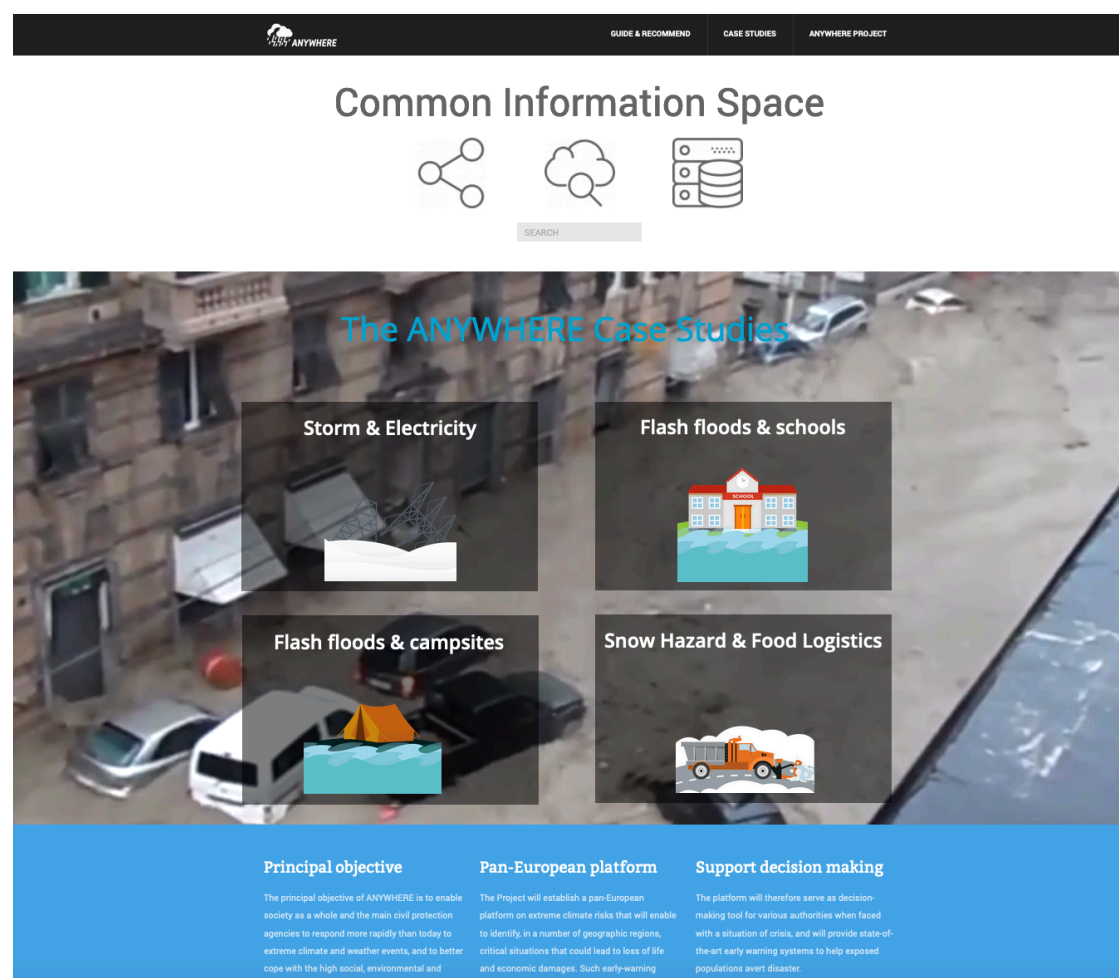 ANYWHERE
GUIDE & RECOMMEND
CASE STUDIES
ANYWHERE PROJECT
Common Information Space
SEARCH
The ANYWHERE Case Studies
Storm & Electricity
Flash floods & schools
SCHOOL
Flash floods & campsites
Snow Hazard & Food Logistics
Principal objective
The principal objective of ANYWHERE is to enable
society as a whole and the main civil protection
agencies to respond more rapidly than today to
extreme climate and weather events, and to better
cope with the high social, environmental and
Pan-European platform
The Project will establish a pan-European
platform on extreme climate risks that will enable
to identify, in a number of geographic regions,
critical situations that could lead to loss of life
and economic damages. Such early-warning
Support decision making
The platform will therefore serve as decision-
making tool for various authorities when faced
with a situation of crisis, and will provide state-of-
the-art early warning systems to help exposed
populations avert disaster.